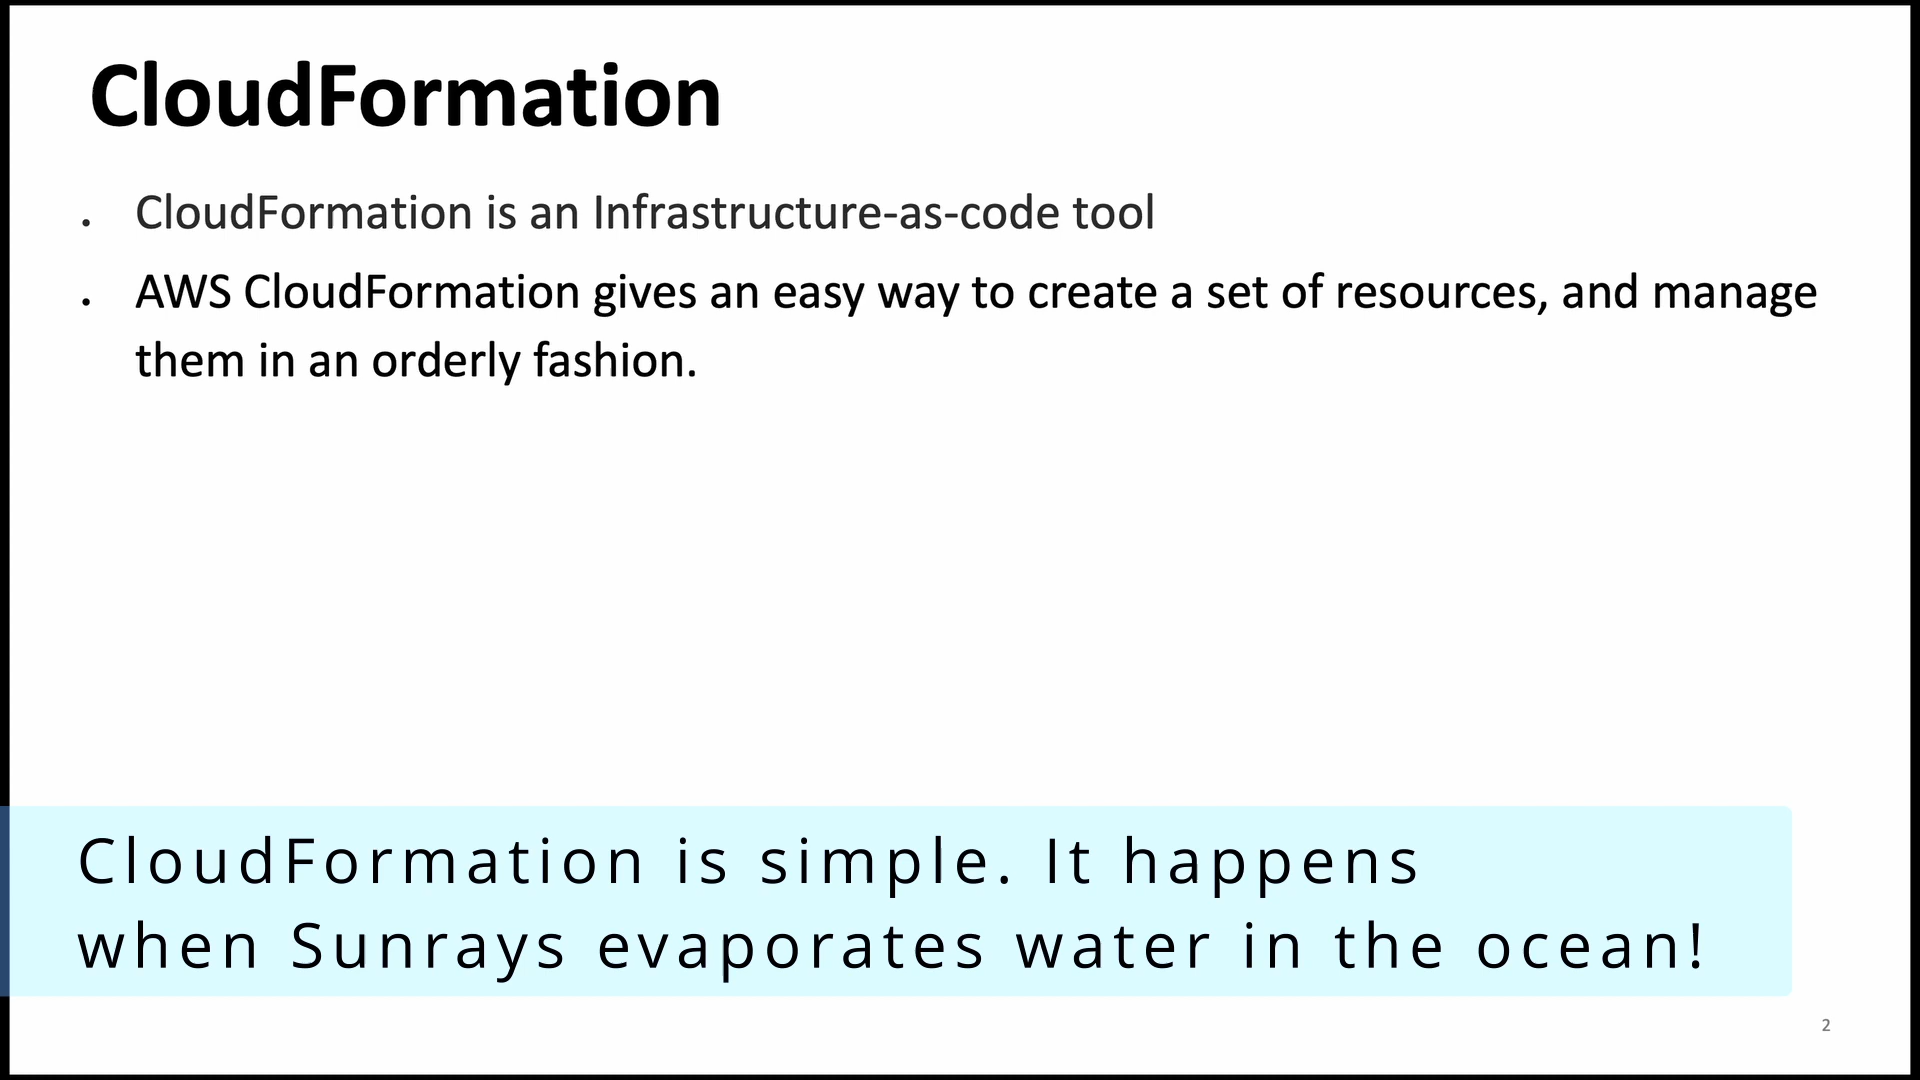 CloudFormation
. CloudFormation is an Infrastructure-as-code tool
. AWS CloudFormation gives an easy way to create a set of resources, and manage
them in an orderly fashion.
CloudFormation is simple. It happens
when Sunrays evaporates water in the ocean!
2